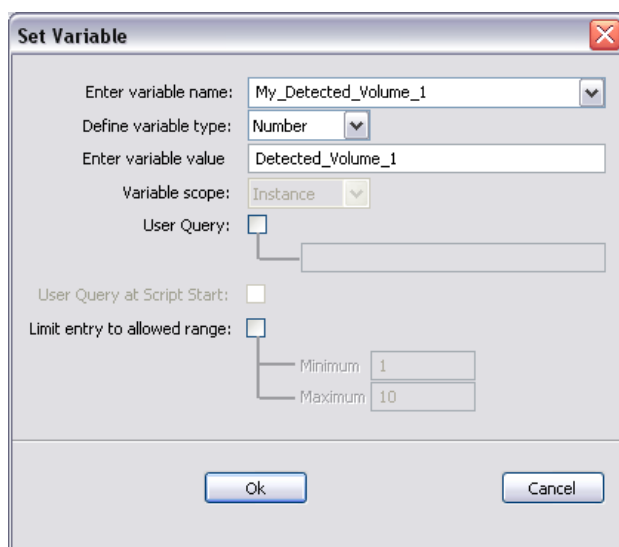 Set Variable
Enter variable name: My_Detected_Volume_1
Define variable type: Number
Enter variable value Detected_Volume_1
Variable scope: Instance
User Query:
User Query at Script Start:
Limit entry to allowed range:
Minimum 1
Maximum 10
Ok Cancel